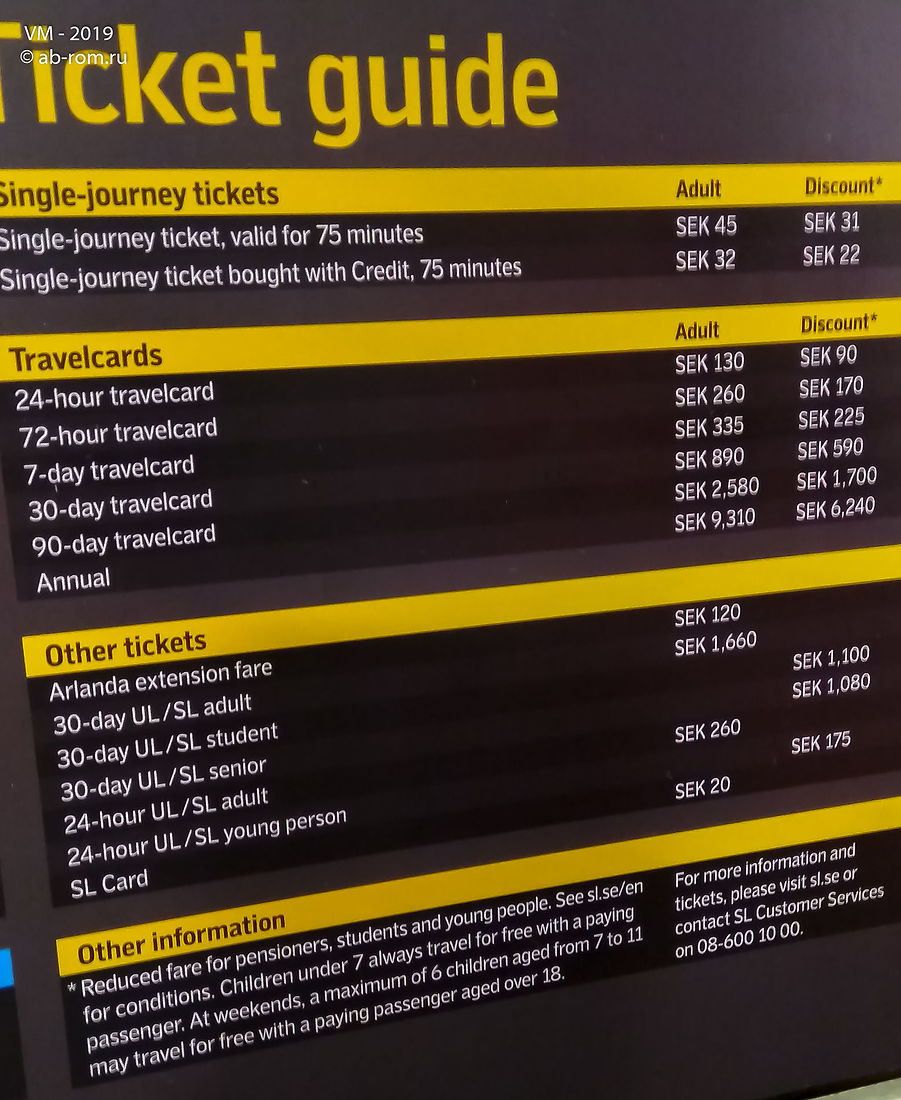 VM - 2019
© ab-rom.ru
Ticket guide
Single-journey tickets Adult Discount*
Single-journey ticket, valid for 75 minutes SEK 45 SEK 31
Single-journey ticket bought with Credit, 75 minutes SEK 32 SEK 22
Travelcards Adult Discount*
24-hour travelcard SEK 130 SEK 90
72-hour travelcard SEK 260 SEK 170
7-day travelcard SEK 335 SEK 225
30-day travelcard SEK 890 SEK 590
90-day travelcard SEK 2,580 SEK 1,700
Annual SEK 9,310 SEK 6,240
Other tickets
Arlanda extension fare SEK 120
30-day UL/SL adult SEK 1,660
30-day UL/SL student SEK 1,100
30-day UL/SL senior SEK 1,080
24-hour UL/SL adult SEK 260
24-hour UL/SL young person SEK 175
SL Card SEK 20
Other information
* Reduced fare for pensioners, students and young people. See sl.se/en
for conditions. Children under 7 always travel for free with a paying
passenger. At weekends, a maximum of 6 children aged from 7 to 11
may travel for free with a paying passenger aged over 18.
For more information and
tickets, please visit sl.se or
contact SL Customer Services
on 08-600 10 00.